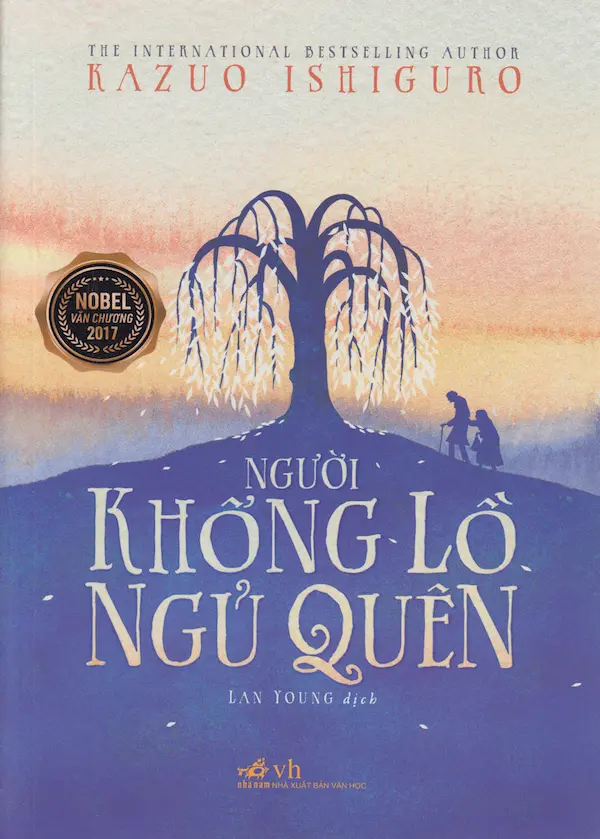 THE INTERNATIONAL BESTSELLING AUTHOR
KAZUO ISHIGURO
NOBEL
VĂN CHƯƠNG
2017
NGƯỜI
KHỔNG LỒ
NGỦ QUÊN
LAN YOUNG dịch
nhã nam
vh
NHÀ XUẤT BẢN VĂN HỌC